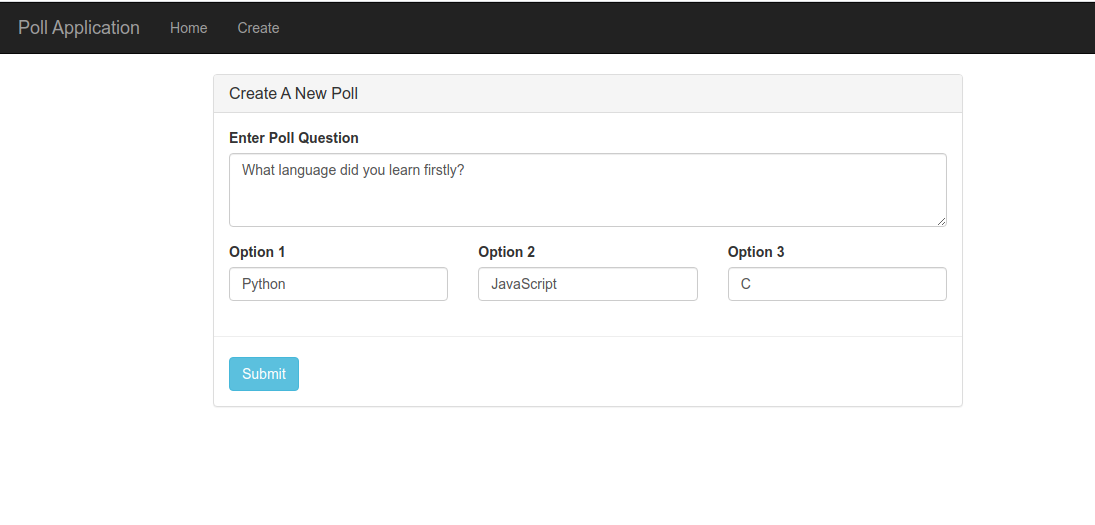 Poll Application Home Create
Create A New Poll
Enter Poll Question
What language did you learn firstly?
Option 1 Option 2 Option 3
Python JavaScript C
Submit